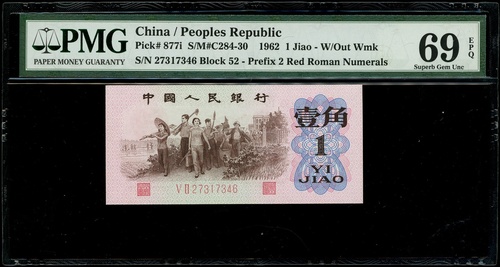 PMG
PAPER MONEY GUARANTY
China / Peoples Republic
Pick# 877i S/M#C284-30 1962 1 Jiao - W/Out Wmk
S/N 27317346 Block 52 - Prefix 2 Red Roman Numerals
69 EPQ
Superb Gem Unc
中國人民銀行
壹角
1
YI
JIAO
V II 27317346